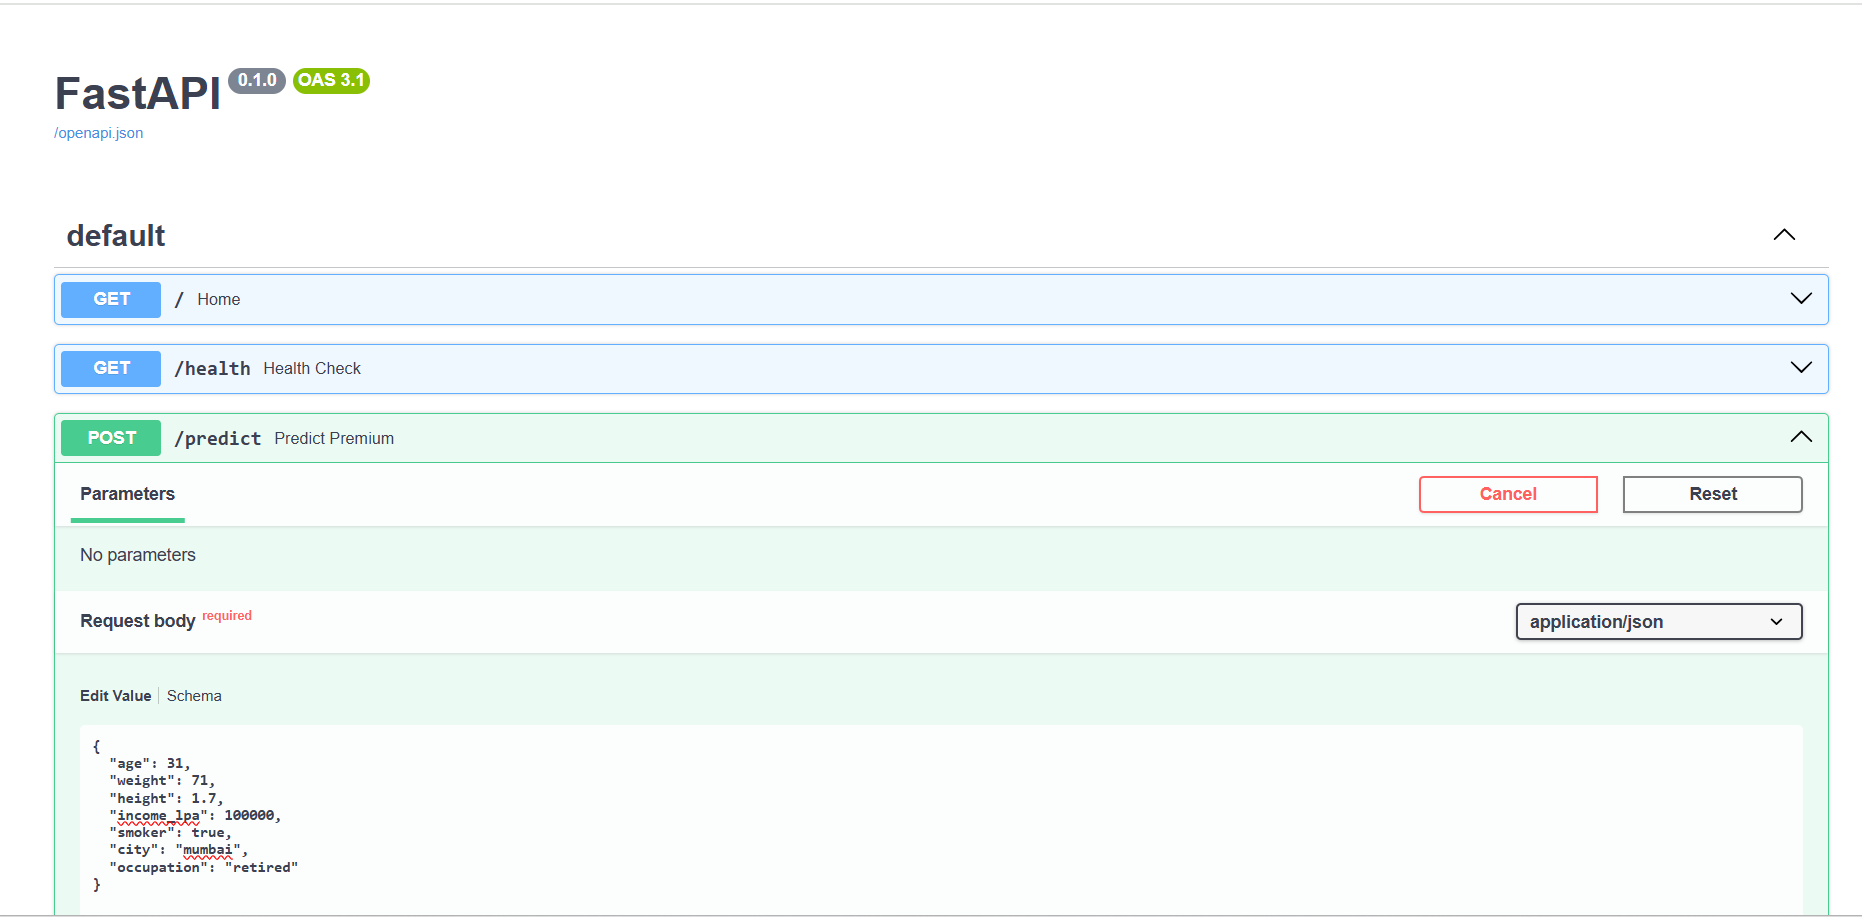 FastAPI 0.1.0 OAS 3.1
/openapi.json
default
GET / Home
GET /health Health Check
POST /predict Predict Premium
Parameters Cancel Reset
No parameters
Request body required application/json
Edit Value Schema
{
  "age": 31,
  "weight": 71,
  "height": 1.7,
  "income_lpa": 100000,
  "smoker": true,
  "city": "mumbai",
  "occupation": "retired"
}